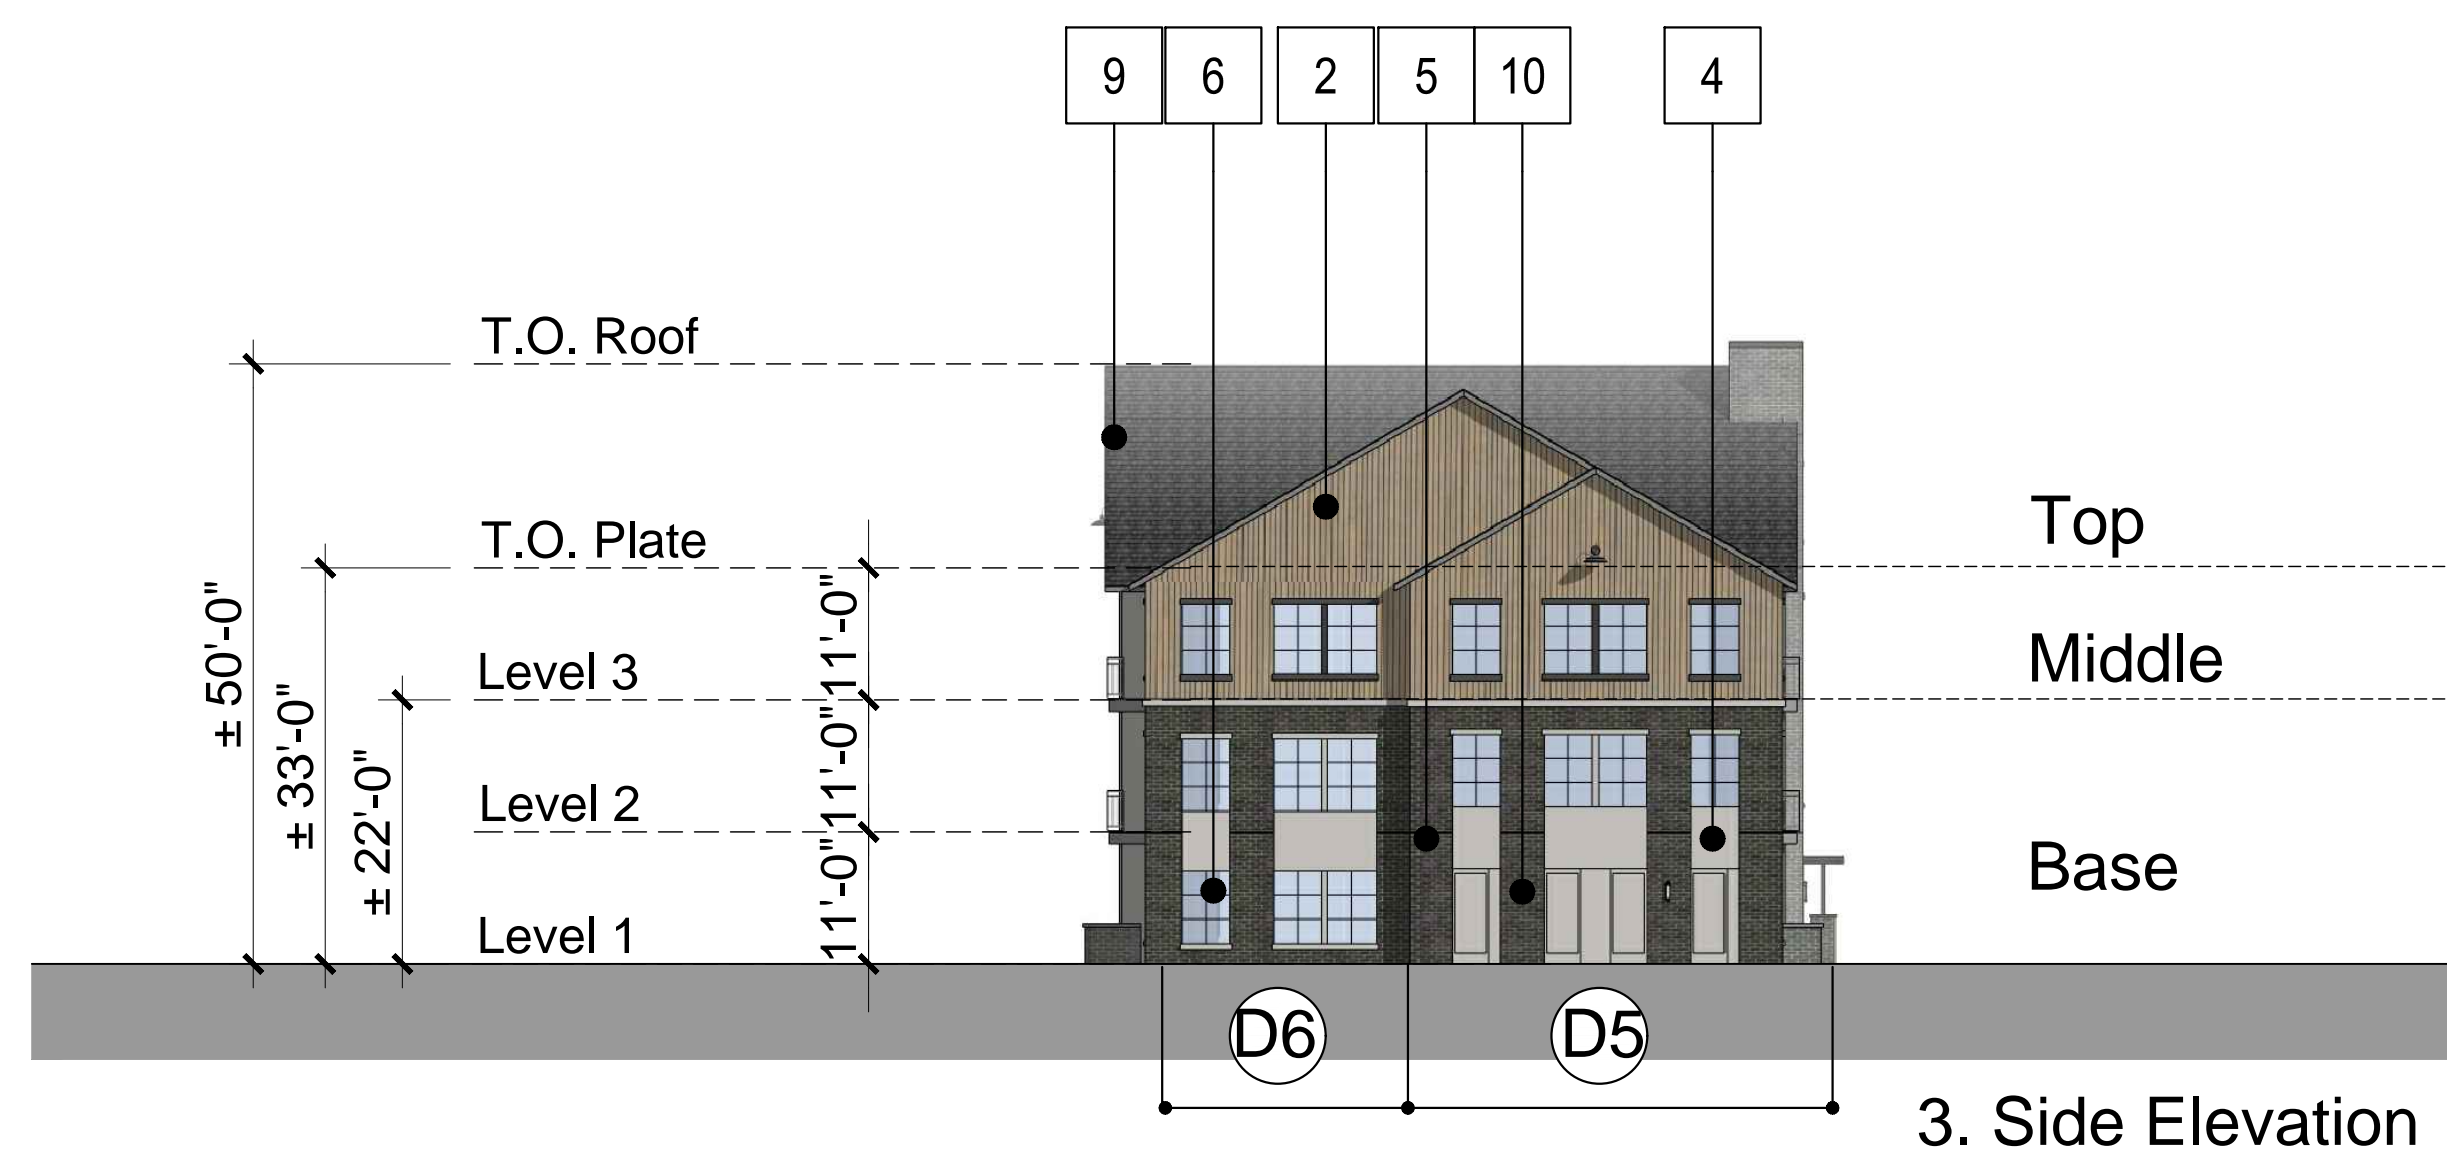 9 6 2 5 10 4
T.O. Roof
T.O. Plate
Top
Level 3
Middle
Level 2
Base
Level 1
± 50'-0"
± 33'-0"
± 22'-0"
11'-0"
11'-0"
11'-0"
D6 D5
3. Side Elevation